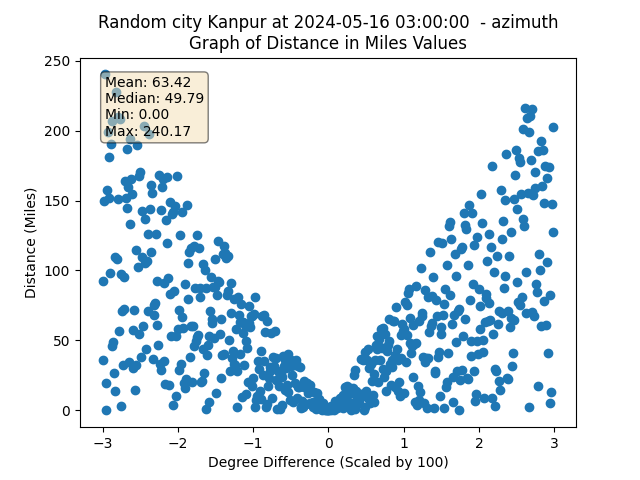 Random city Kanpur at 2024-05-16 03:00:00  - azimuth
Graph of Distance in Miles Values
250
200
150
100
50
0
Distance (Miles)
Mean: 63.42
Median: 49.79
Min: 0.00
Max: 240.17
−3
−2
−1
0
1
2
3
Degree Difference (Scaled by 100)